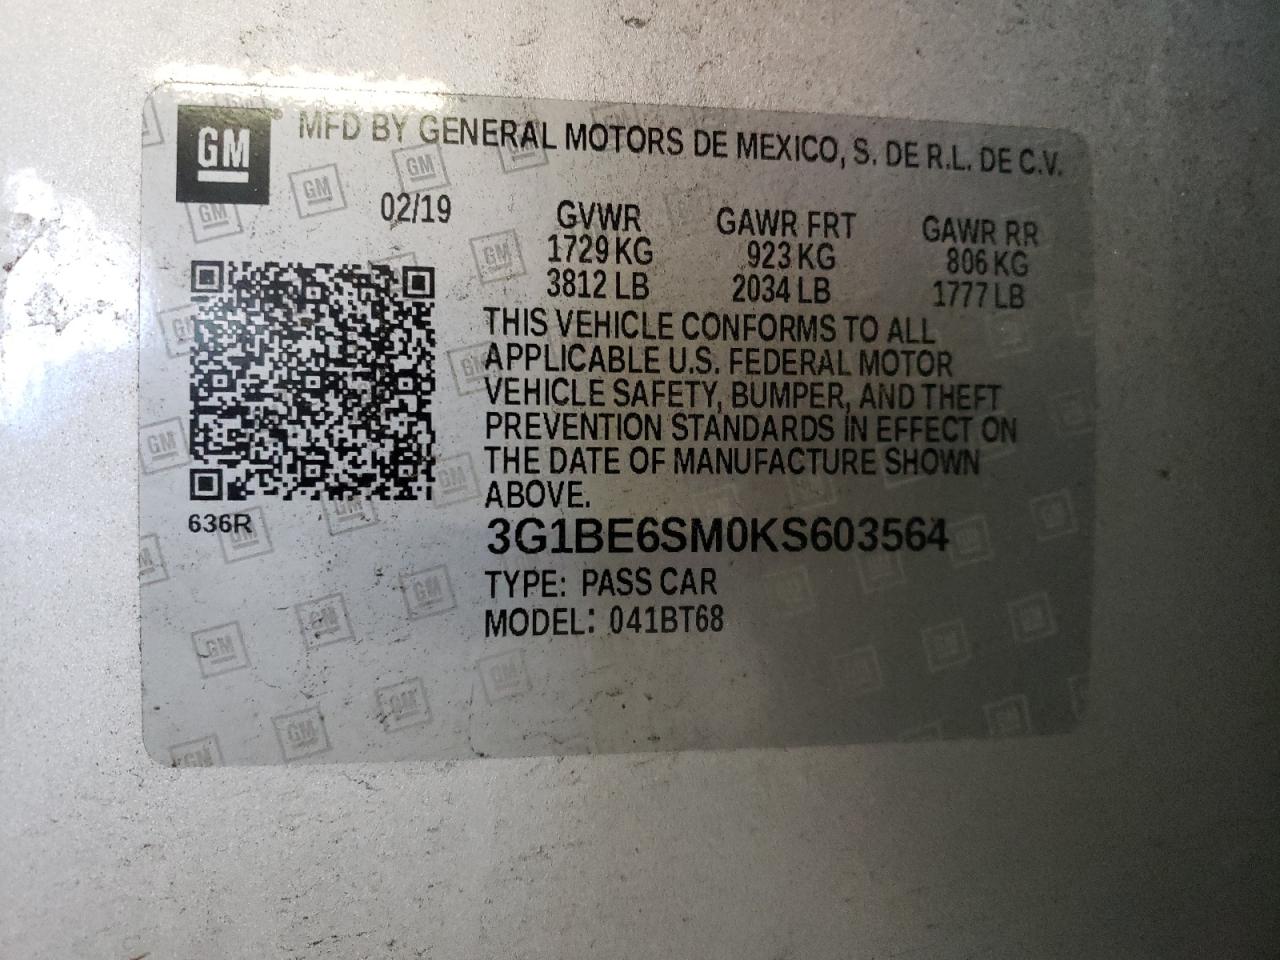 GM ® MFD BY GENERAL MOTORS DE MEXICO, S. DE R.L. DE C.V.
02/19
GVWR GAWR FRT GAWR RR
1729 KG 923 KG 806 KG
3812 LB 2034 LB 1777 LB
THIS VEHICLE CONFORMS TO ALL
APPLICABLE U.S. FEDERAL MOTOR
VEHICLE SAFETY, BUMPER, AND THEFT
PREVENTION STANDARDS IN EFFECT ON
THE DATE OF MANUFACTURE SHOWN
ABOVE.
636R
3G1BE6SM0KS603564
TYPE: PASS CAR
MODEL: 041BT68